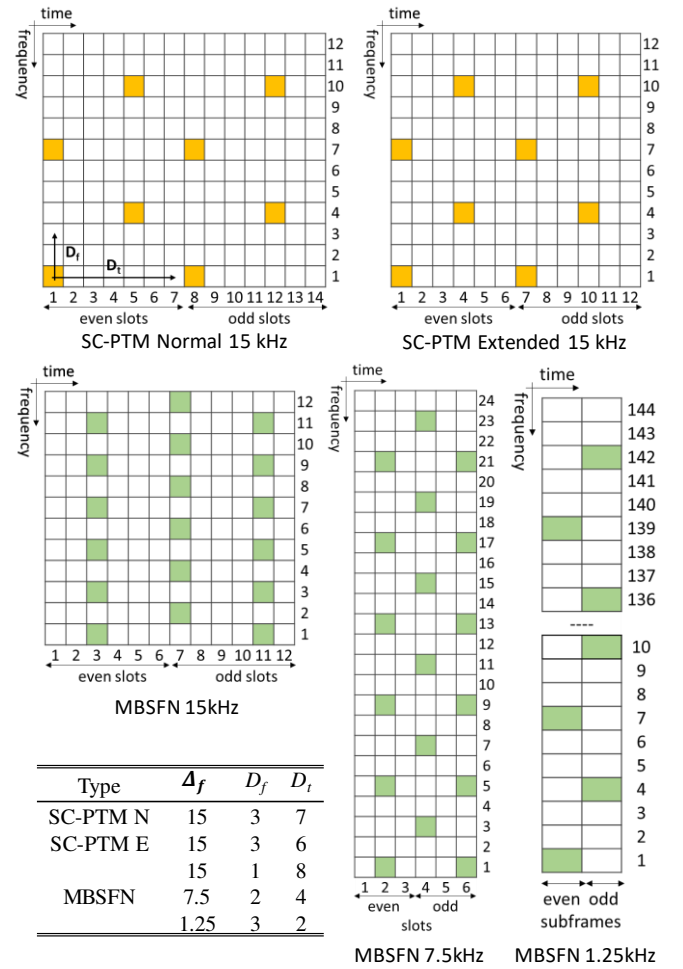 time
frequency
12
11
10
9
8
7
6
5
4
3
2
1
D_f
D_t
1 2 3 4 5 6 7 8 9 10 11 12 13 14
even slots odd slots
SC-PTM Normal 15 kHz
time
frequency
12
11
10
9
8
7
6
5
4
3
2
1
1 2 3 4 5 6 7 8 9 10 11 12
even slots odd slots
SC-PTM Extended 15 kHz
time
frequency
12
11
10
9
8
7
6
5
4
3
2
1
1 2 3 4 5 6 7 8 9 10 11 12
even slots odd slots
MBSFN 15kHz
time
frequency
24
23
22
21
20
19
18
17
16
15
14
13
12
11
10
9
8
7
6
5
4
3
2
1
1 2 3 4 5 6
even odd
slots
MBSFN 7.5kHz
time
frequency
144
143
142
141
140
139
138
137
136
----
10
9
8
7
6
5
4
3
2
1
even odd
subframes
MBSFN 1.25kHz
Type Δ_f D_f D_t
SC-PTM N 15 3 7
SC-PTM E 15 3 6
15 1 8
MBSFN 7.5 2 4
1.25 3 2